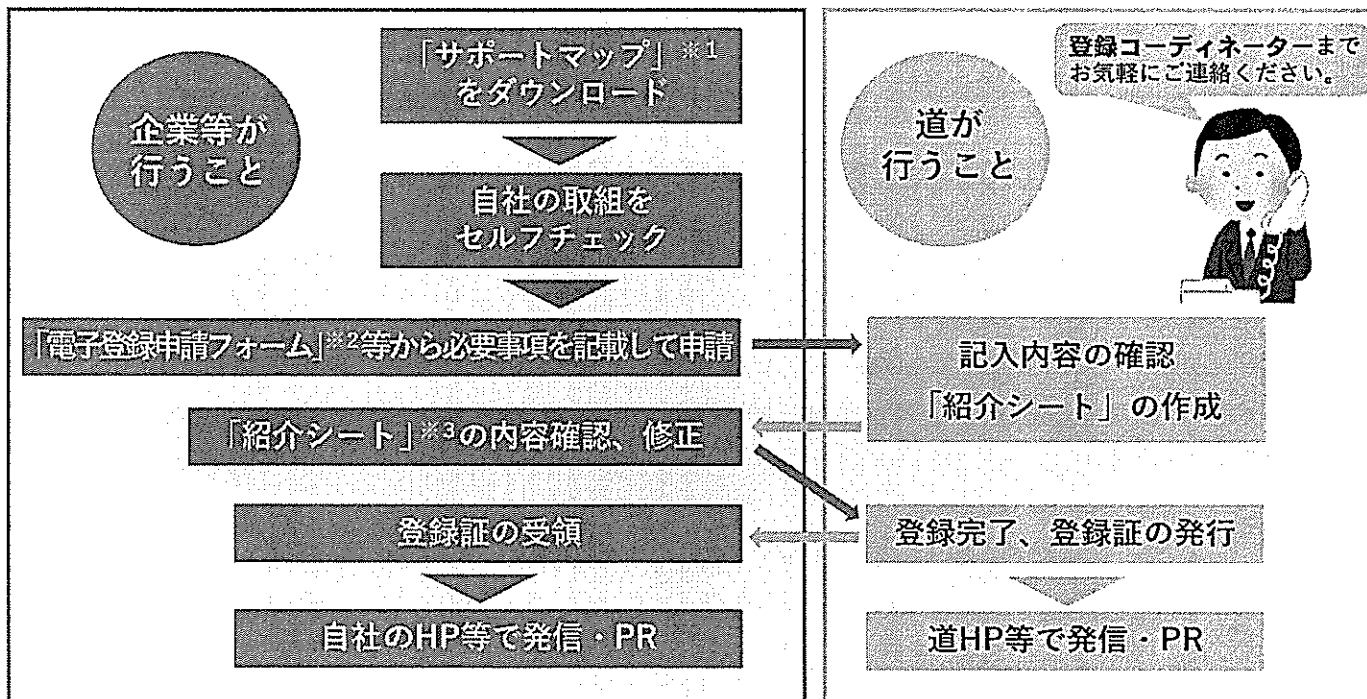 企業等が
行うこと
「サポートマップ」※1
をダウンロード
自社の取組を
セルフチェック
「電子登録申請フォーム」※2等から必要事項を記載して申請
「紹介シート」※3の内容確認、修正
登録証の受領
自社のHP等で発信・PR
道が
行うこと
登録コーディネーターまで
お気軽にご連絡ください。
記入内容の確認
「紹介シート」の作成
登録完了、登録証の発行
道HP等で発信・PR